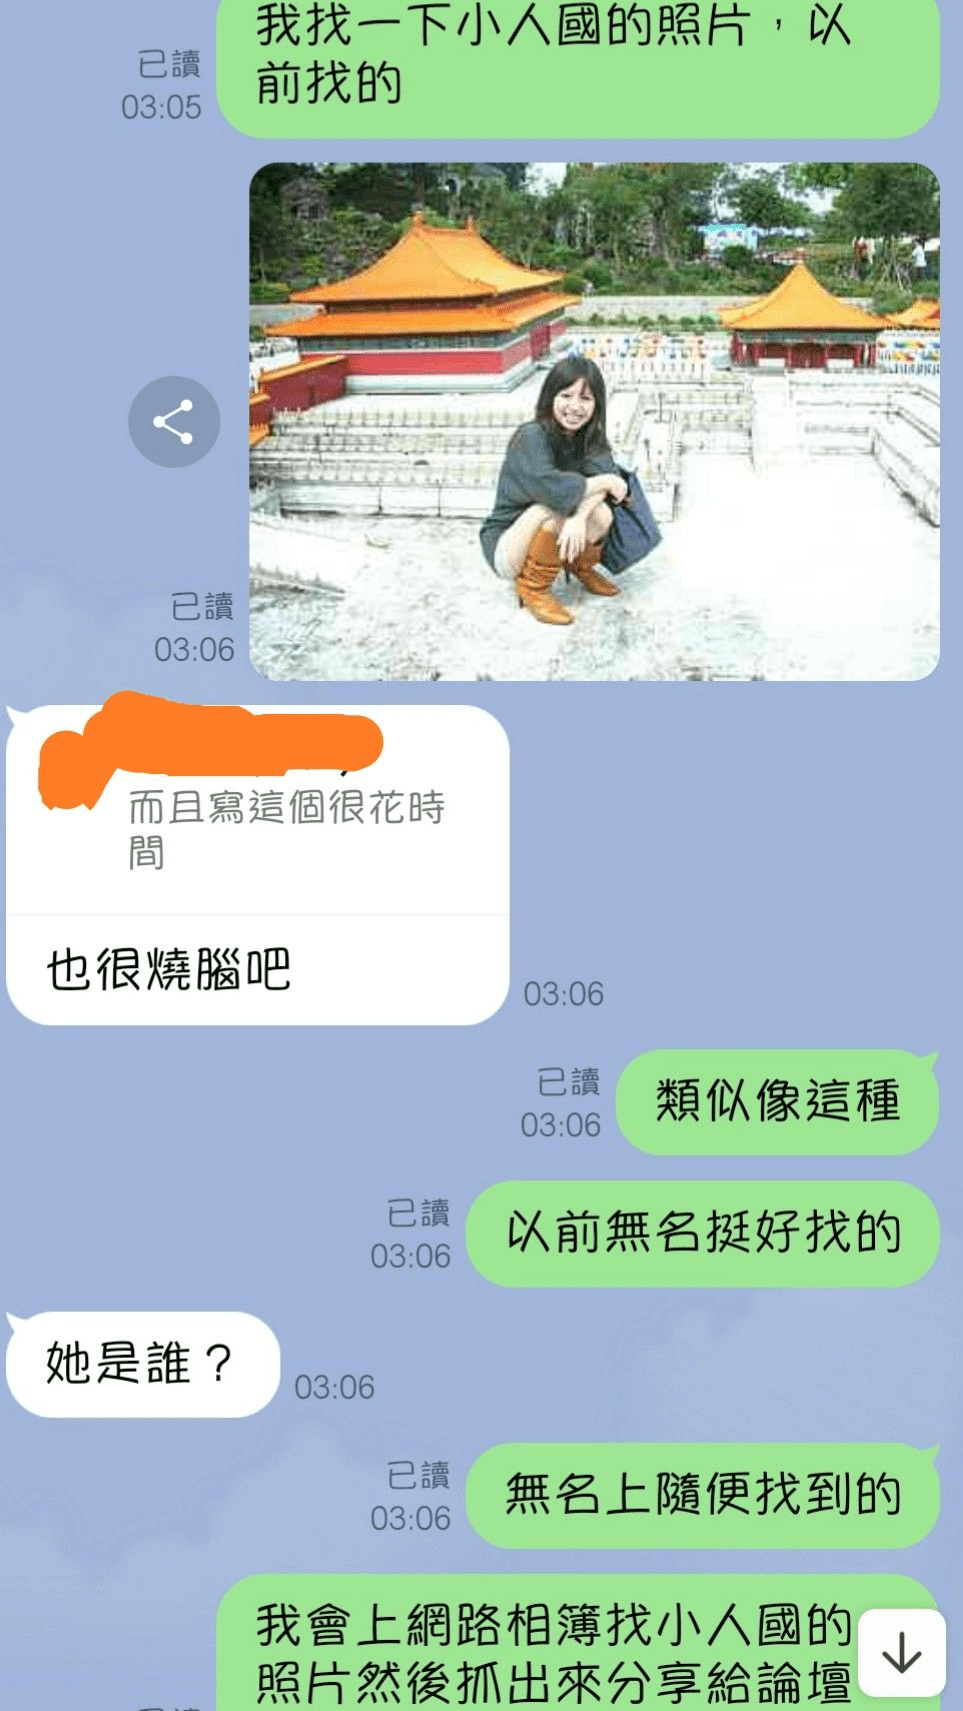 我找一下小人國的照片，以
前找的
已讀
03:05
已讀
03:06
而且寫這個很花時
間
也很燒腦吧
03:06
類似像這種
已讀
03:06
以前無名挺好找的
已讀
03:06
她是誰？
03:06
無名上隨便找到的
已讀
03:06
我會上網路相簿找小人國的
照片然後抓出來分享給論壇
已讀